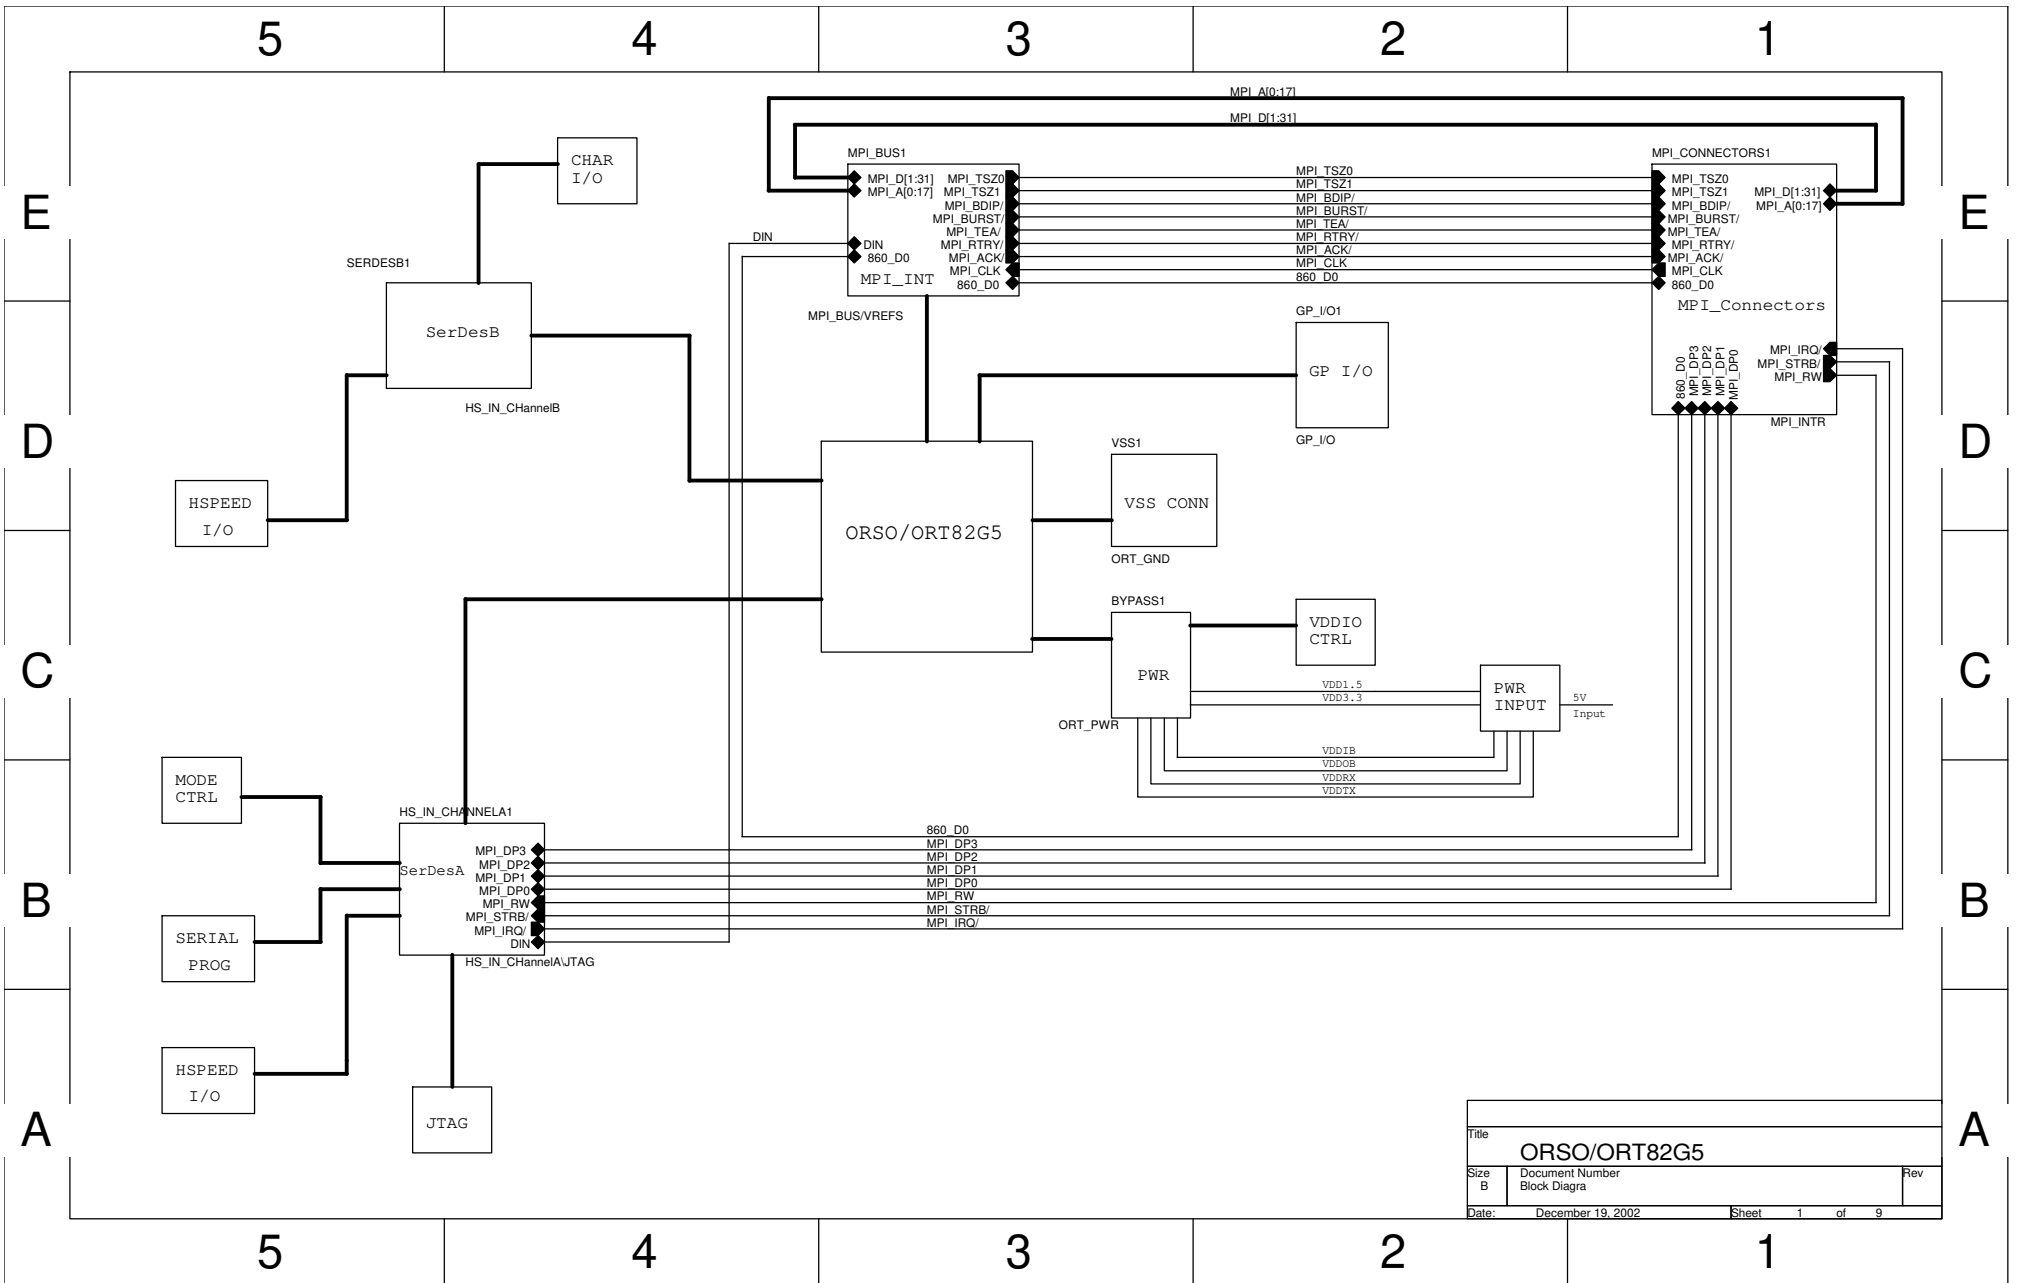 5 4 3 2 1
MPI_A[0:17]
MPI_D[1:31]
E
E
CHAR
I/O
MPI_BUS1
MPI_D[1:31]
MPI_A[0:17]
DIN
DIN
860_D0
MPI_INT
MPI_TSZ0
MPI_TSZ1
MPI_BDIP/
MPI_BURST/
MPI_TEA/
MPI_RTRY/
MPI_ACK/
MPI_CLK
860_D0
MPI_BUS/VREFS
MPI_TSZ0
MPI_TSZ1
MPI_BDIP/
MPI_BURST/
MPI_TEA/
MPI_RTRY/
MPI_ACK/
MPI_CLK
860_D0
MPI_CONNECTORS1
MPI_TSZ0
MPI_TSZ1
MPI_BDIP/
MPI_BURST/
MPI_TEA/
MPI_RTRY/
MPI_ACK/
MPI_CLK
860_D0
MPI_D[1:31]
MPI_A[0:17]
MPI_Connectors
MPI_IRQ/
MPI_STRB/
MPI_RW
860_D0
MPI_DP3
MPI_DP2
MPI_DP1
MPI_DP0
MPI_INTR
SERDESB1
SerDesB
HS_IN_CHannelB
GP_I/O1
GP I/O
GP_I/O
D
D
HSPEED
I/O
ORSO/ORT82G5
VSS1
VSS CONN
ORT_GND
BYPASS1
PWR
ORT_PWR
VDDIO
CTRL
C
C
VDD1.5
VDD3.3
PWR
INPUT
5V
Input
VDDIB
VDDOB
VDDRX
VDDTX
MODE
CTRL
HS_IN_CHANNELA1
SerDesA
MPI_DP3
MPI_DP2
MPI_DP1
MPI_DP0
MPI_RW
MPI_STRB/
MPI_IRQ/
DIN
HS_IN_CHannelA\JTAG
860_D0
MPI_DP3
MPI_DP2
MPI_DP1
MPI_DP0
MPI_RW
MPI_STRB/
MPI_IRQ/
B
B
SERIAL
PROG
HSPEED
I/O
JTAG
A
A
Title
ORSO/ORT82G5
Size
B
Document Number
Block Diagra
Rev
Date: December 19, 2002 Sheet 1 of 9
5 4 3 2 1